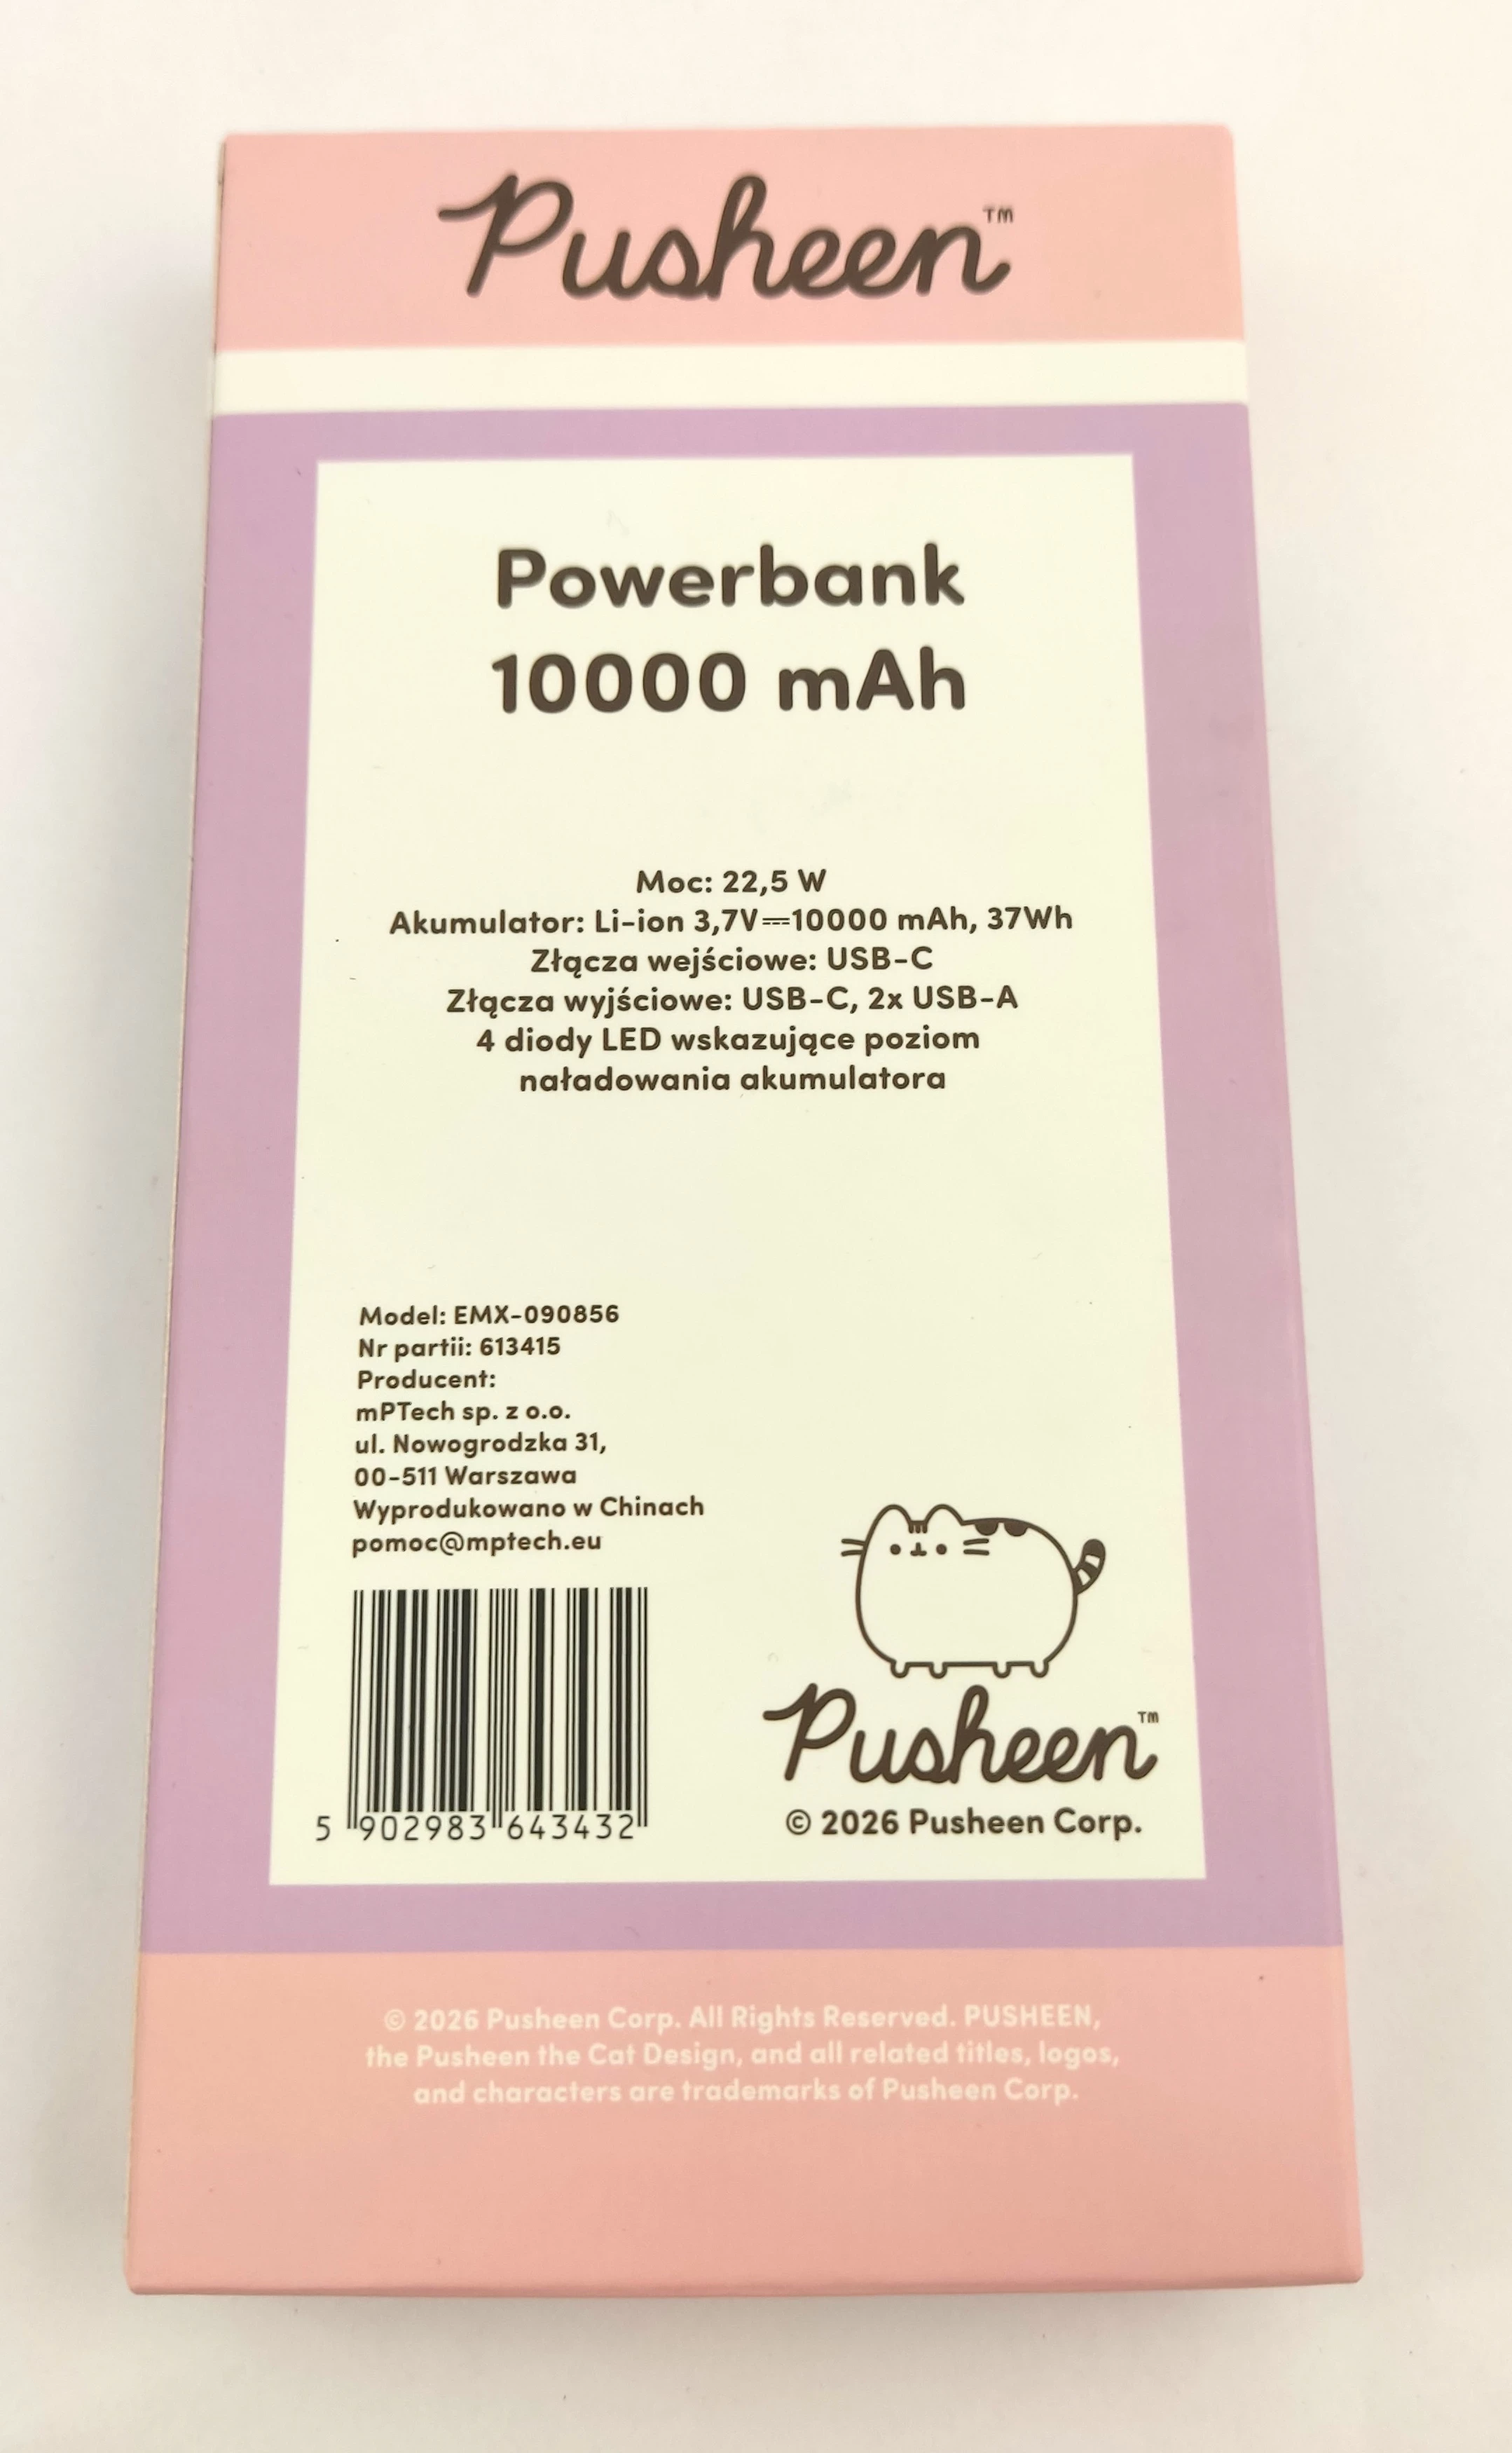 Pusheen™
Powerbank
10000 mAh
Moc: 22,5 W
Akumulator: Li-ion 3,7V⎓10000 mAh, 37Wh
Złącza wejściowe: USB-C
Złącza wyjściowe: USB-C, 2x USB-A
4 diody LED wskazujące poziom
naładowania akumulatora
Model: EMX-090856
Nr partii: 613415
Producent:
mPTech sp. z o.o.
ul. Nowogrodzka 31,
00-511 Warszawa
Wyprodukowano w Chinach
pomoc@mptech.eu
5 902983 643432
Pusheen™
© 2026 Pusheen Corp.
© 2026 Pusheen Corp. All Rights Reserved. PUSHEEN,
the Pusheen the Cat Design, and all related titles, logos,
and characters are trademarks of Pusheen Corp.